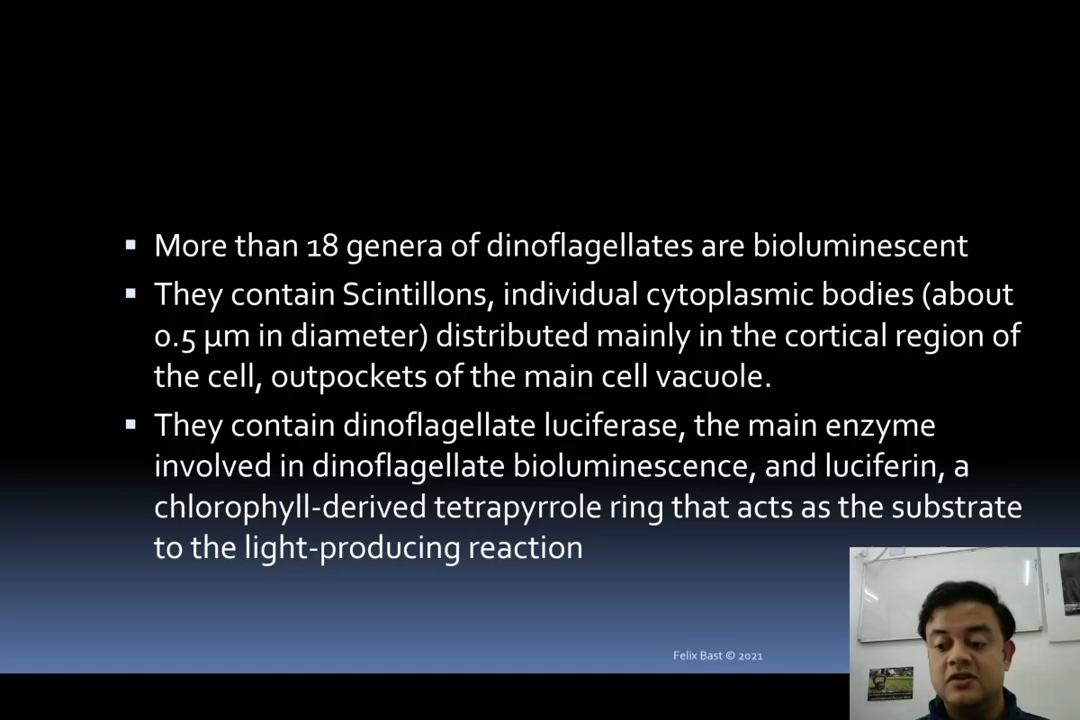 More than 18 genera of dinoflagellates are bioluminescent
They contain Scintillons, individual cytoplasmic bodies (about
0.5 μm in diameter) distributed mainly in the cortical region of
the cell, outpockets of the main cell vacuole.
They contain dinoflagellate luciferase, the main enzyme
involved in dinoflagellate bioluminescence, and luciferin, a
chlorophyll-derived tetrapyrrole ring that acts as the substrate
to the light-producing reaction
Felix Bast © 2021